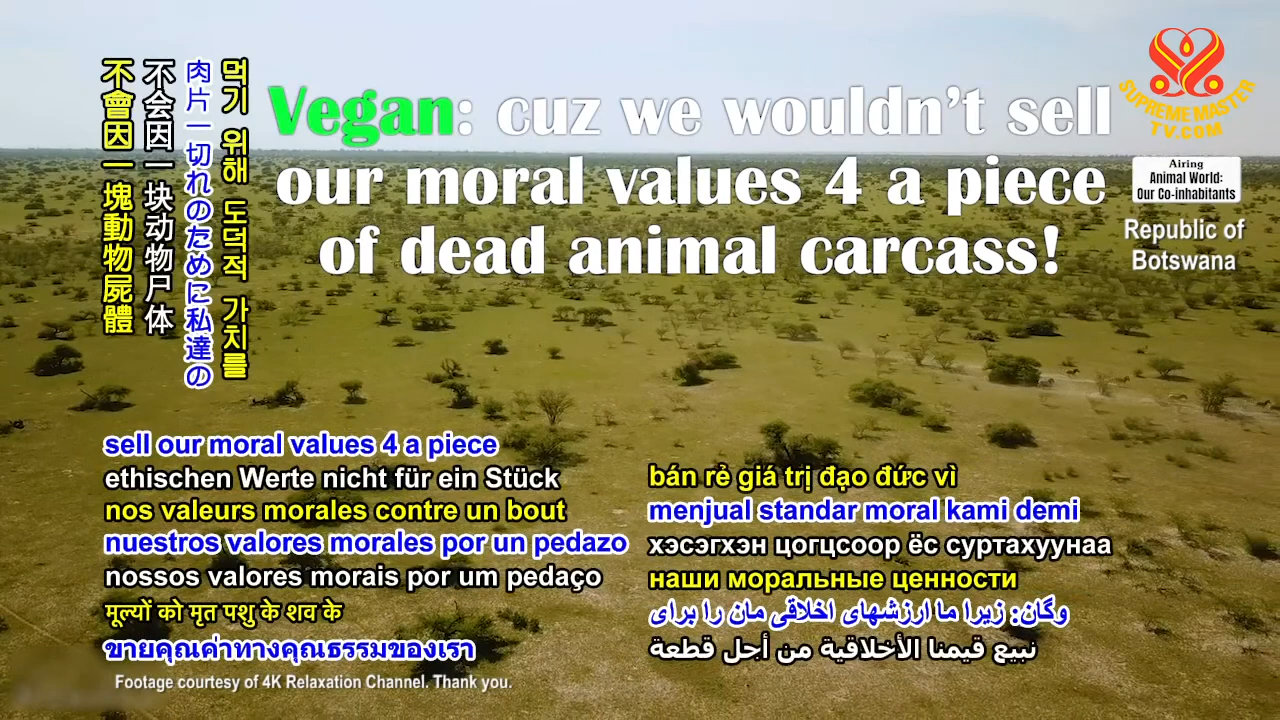 Vegan: cuz we wouldn't sell
our moral values 4 a piece
of dead animal carcass!
SUPREME MASTER
TV.COM
Airing
Animal World:
Our Co-inhabitants
Republic of
Botswana
먹기 위해 도덕적 가치를
肉片一切れのために私達の
不会因一块动物尸体
不會因一塊動物屍體
sell our moral values 4 a piece
ethischen Werte nicht für ein Stück
nos valeurs morales contre un bout
nuestros valores morales por un pedazo
nossos valores morais por um pedaço
मूल्यों को मृत पशु के शव के
ขายคุณค่าทางคุณธรรมของเรา
bán rẻ giá trị đạo đức vì
menjual standar moral kami demi
хэсэгхэн цогцсоор ёс суртахуунаа
наши моральные ценности
وگان: زیرا ما ارزشهای اخلاقی مان را برای
نبيع قيمنا الأخلاقية من أجل قطعة
Footage courtesy of 4K Relaxation Channel. Thank you.